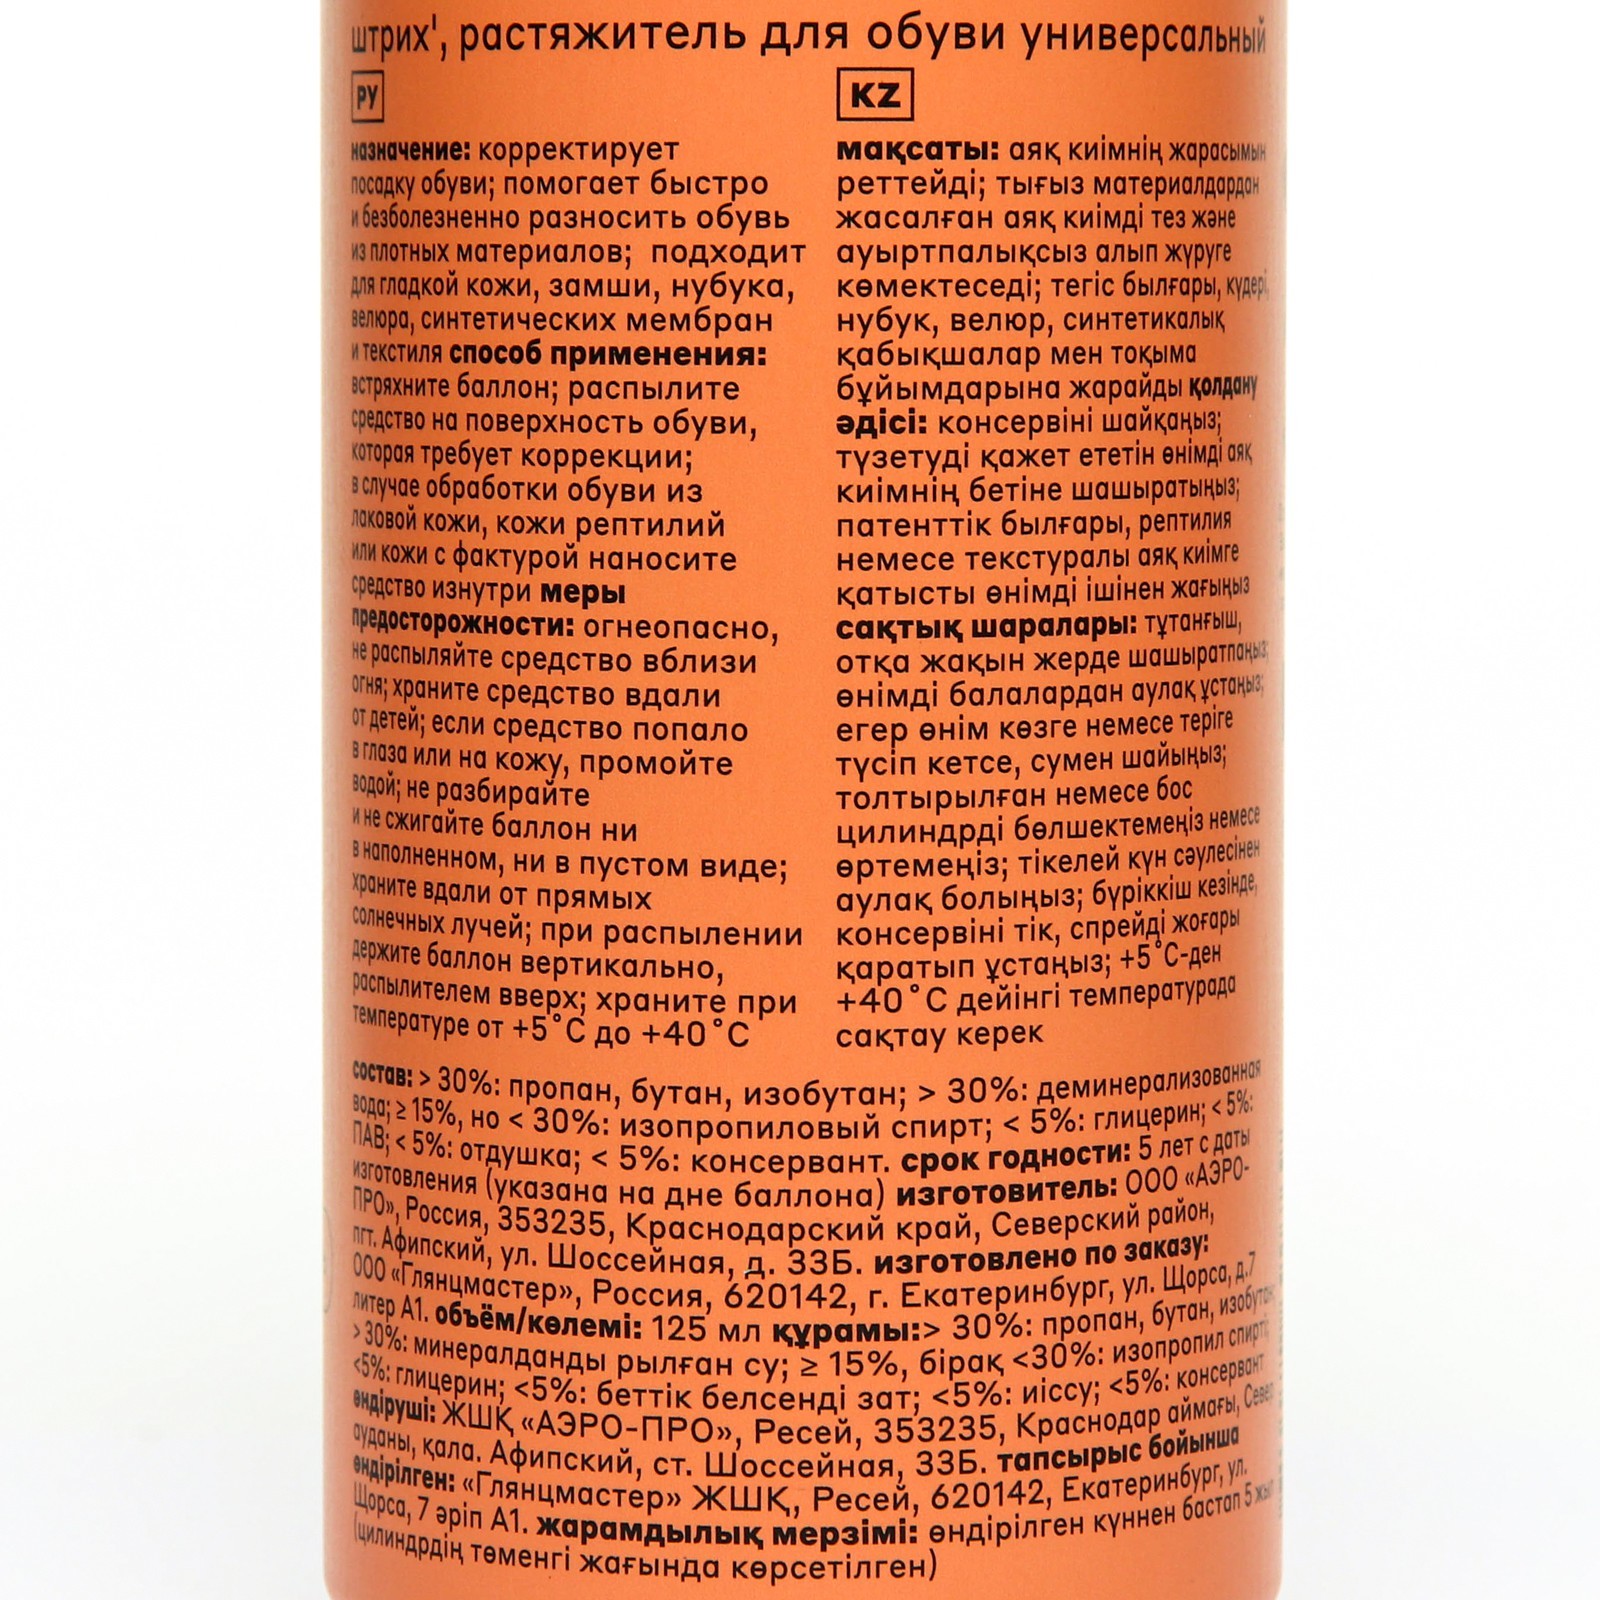 штрих', растяжитель для обуви универсальный
РУ
назначение: корректирует
посадку обуви; помогает быстро
и безболезненно разносить обувь
из плотных материалов; подходит
для гладкой кожи, замши, нубука,
велюра, синтетических мембран
и текстиля способ применения:
встряхните баллон; распылите
средство на поверхность обуви,
которая требует коррекции;
в случае обработки обуви из
лаковой кожи, кожи рептилий
или кожи с фактурой наносите
средство изнутри меры
предосторожности: огнеопасно,
не распыляйте средство вблизи
огня; храните средство вдали
от детей; если средство попало
в глаза или на кожу, промойте
водой; не разбирайте
и не сжигайте баллон ни
в наполненном, ни в пустом виде;
храните вдали от прямых
солнечных лучей; при распылении
держите баллон вертикально,
распылителем вверх; храните при
температуре от +5°C до +40°C
KZ
мақсаты: аяқ киімнің жарасымын
реттейді; тығыз материалдардан
жасалған аяқ киімді тез және
ауыртпалықсыз алып жүруге
көмектеседі; тегіс былғары, күдері,
нубук, велюр, синтетикалық
қабықшалар мен тоқыма
бұйымдарына жарайды қолдану
әдісі: консервіні шайқаңыз;
түзетуді қажет ететін өнімді аяқ
киімнің бетіне шашыратыңыз;
патенттік былғары, рептилия
немесе текстуралы аяқ киімге
қатысты өнімді ішінен жағыңыз
сақтық шаралары: тұтанғыш,
отқа жақын жерде шашыратпаңыз;
өнімді балалардан аулақ ұстаңыз;
егер өнім көзге немесе теріге
түсіп кетсе, сумен шайыңыз;
толтырылған немесе бос
цилиндрді бөлшектемеңіз немесе
өртемеңіз; тікелей күн сәулесінен
аулақ болыңыз; бүріккіш кезінде,
консервіні тік, спрейді жоғары
қаратып ұстаңыз; +5°C-ден
+40°C дейінгі температурада
сақтау керек
состав: > 30%: пропан, бутан, изобутан; > 30%: деминерализованная
вода; ≥ 15%, но < 30%: изопропиловый спирт; < 5%: глицерин; < 5%:
ПАВ; < 5%: отдушка; < 5%: консервант. срок годности: 5 лет с даты
изготовления (указана на дне баллона) изготовитель: ООО «АЭРО-
ПРО», Россия, 353235, Краснодарский край, Северский район,
пгт. Афипский, ул. Шоссейная, д. 33Б. изготовлено по заказу:
ООО «Глянцмастер», Россия, 620142, г. Екатеринбург, ул. Щорса, д.7
литер А1. объём/көлемі: 125 мл құрамы:> 30%: пропан, бутан, изобутан;
> 30%: минералданды рылған су; ≥ 15%, бірақ <30%: изопропил спирті;
<5%: глицерин; <5%: беттік белсенді зат; <5%: иіссу; <5%: консервант
өндіруші: ЖШҚ «АЭРО-ПРО», Ресей, 353235, Краснодар аймағы,
ауданы, қала. Афипский, ст. Шоссейная, 33Б. тапсырыс бойынша
өндірілген: «Глянцмастер» ЖШҚ, Ресей, 620142, Екатеринбург, ул.
Щорса, 7 әріп А1. жарамдылық мерзімі: өндірілген күннен бастап 5
(цилиндрдің төменгі жағында көрсетілген)